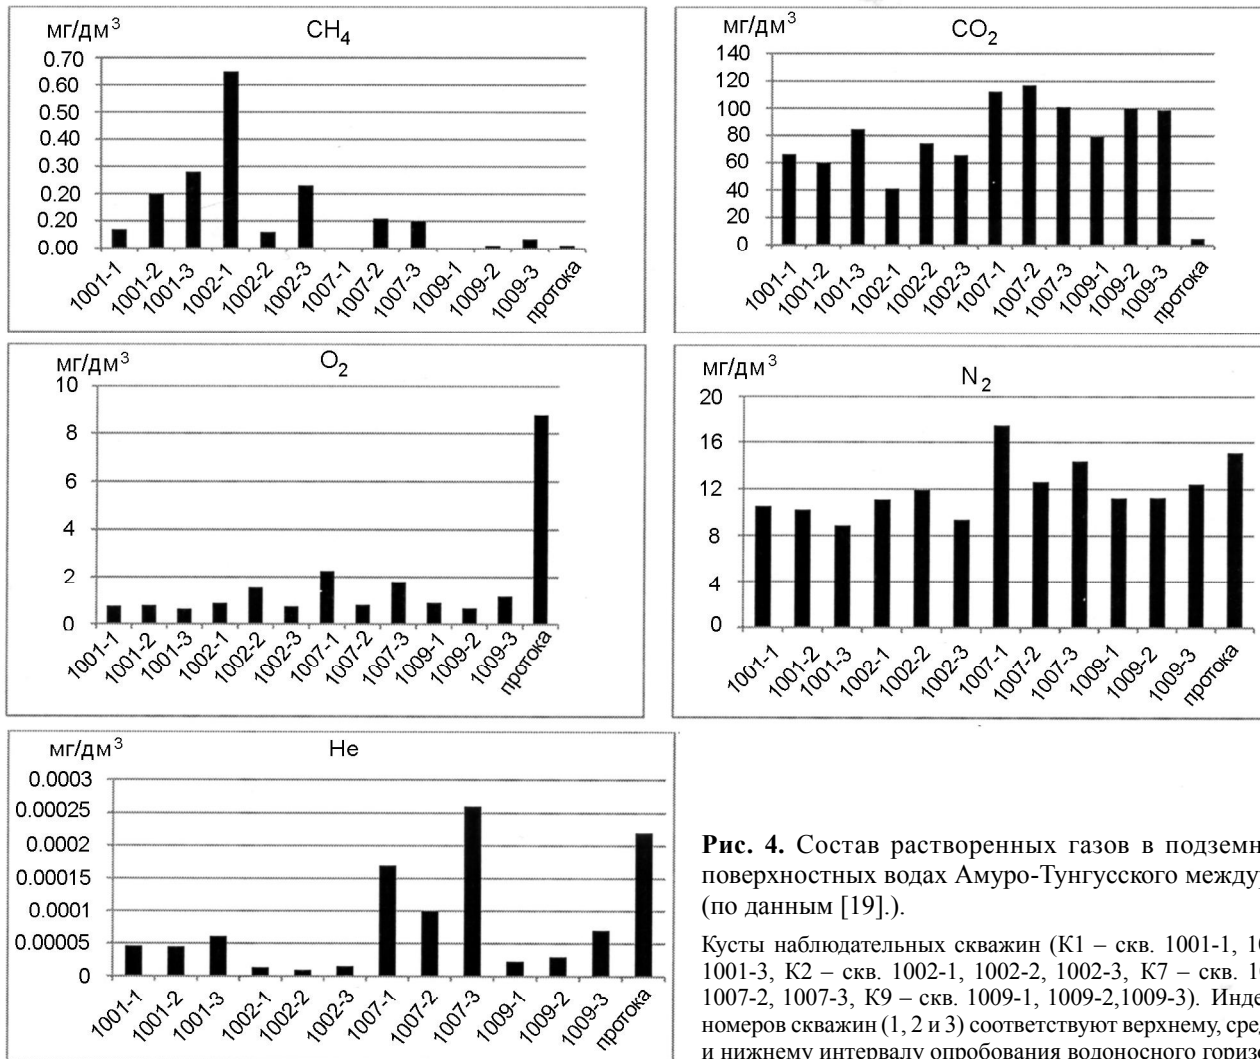 мг/дм³ CH₄
0.70
0.60
0.50
0.40
0.30
0.20
0.20
0.00
1001-1 1001-2 1001-3 1002-1 1002-2 1002-3 1007-1 1007-2 1007-3 1009-1 1009-2 1009-3 протока
мг/дм³ CO₂
140
120
100
80
60
40
20
0
1001-1 1001-2 1001-3 1002-1 1002-2 1002-3 1007-1 1007-2 1007-3 1009-1 1009-2 1009-3 протока
мг/дм³ O₂
10
8
6
4
2
0
1001-1 1001-2 1001-3 1002-1 1002-2 1002-3 1007-1 1007-2 1007-3 1009-1 1009-2 1009-3 протока
мг/дм³ N₂
20
16
12
8
4
0
1001-1 1001-2 1001-3 1002-1 1002-2 1002-3 1007-1 1007-2 1007-3 1009-1 1009-2 1009-3 протока
мг/дм³ He
0.0003
0.00025
0.0002
0.00015
0.0001
0.00005
0
1001-1 1001-2 1001-3 1002-1 1002-2 1002-3 1007-1 1007-2 1007-3 1009-1 1009-2 1009-3 протока
Рис. 4. Состав растворенных газов в подземн
поверхностных водах Амуро-Тунгусского междур
(по данным [19].).
Кусты наблюдательных скважин (К1 – скв. 1001-1, 10
1001-3, К2 – скв. 1002-1, 1002-2, 1002-3, К7 – скв. 10
1007-2, 1007-3, К9 – скв. 1009-1, 1009-2,1009-3). Инде
номеров скважин (1, 2 и 3) соответствуют верхнему, сред
и нижнему интервалу опробования водоносного горизо